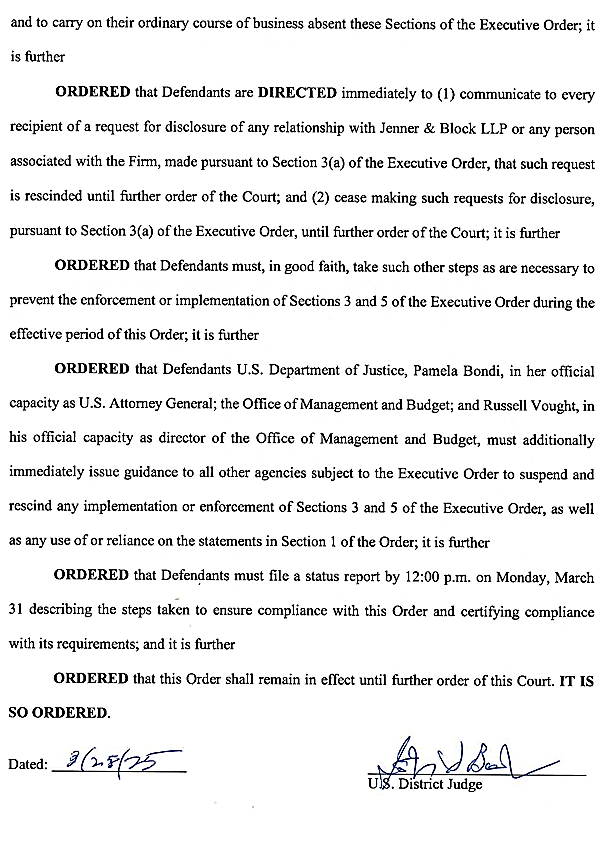 and to carry on their ordinary course of business absent these Sections of the Executive Order; it
is further
ORDERED that Defendants are DIRECTED immediately to (1) communicate to every
recipient of a request for disclosure of any relationship with Jenner & Block LLP or any person
associated with the Firm, made pursuant to Section 3(a) of the Executive Order, that such request
is rescinded until further order of the Court; and (2) cease making such requests for disclosure,
pursuant to Section 3(a) of the Executive Order, until further order of the Court; it is further
ORDERED that Defendants must, in good faith, take such other steps as are necessary to
prevent the enforcement or implementation of Sections 3 and 5 of the Executive Order during the
effective period of this Order; it is further
ORDERED that Defendants U.S. Department of Justice, Pamela Bondi, in her official
capacity as U.S. Attorney General; the Office of Management and Budget; and Russell Vought, in
his official capacity as director of the Office of Management and Budget, must additionally
immediately issue guidance to all other agencies subject to the Executive Order to suspend and
rescind any implementation or enforcement of Sections 3 and 5 of the Executive Order, as well
as any use of or reliance on the statements in Section 1 of the Order; it is further
ORDERED that Defendants must file a status report by 12:00 p.m. on Monday, March
31 describing the steps taken to ensure compliance with this Order and certifying compliance
with its requirements; and it is further
ORDERED that this Order shall remain in effect until further order of this Court. IT IS
SO ORDERED.
Dated: 3/28/25
U.S. District Judge